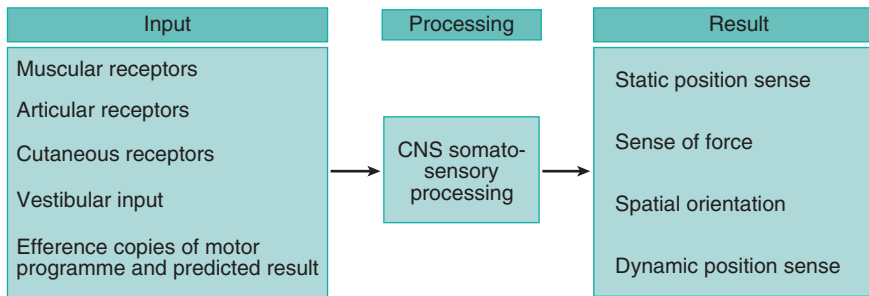 Input
Muscular receptors
Articular receptors
Cutaneous receptors
Vestibular input
Efference copies of motor
programme and predicted result
Processing
CNS somato-
sensory
processing
Result
Static position sense
Sense of force
Spatial orientation
Dynamic position sense